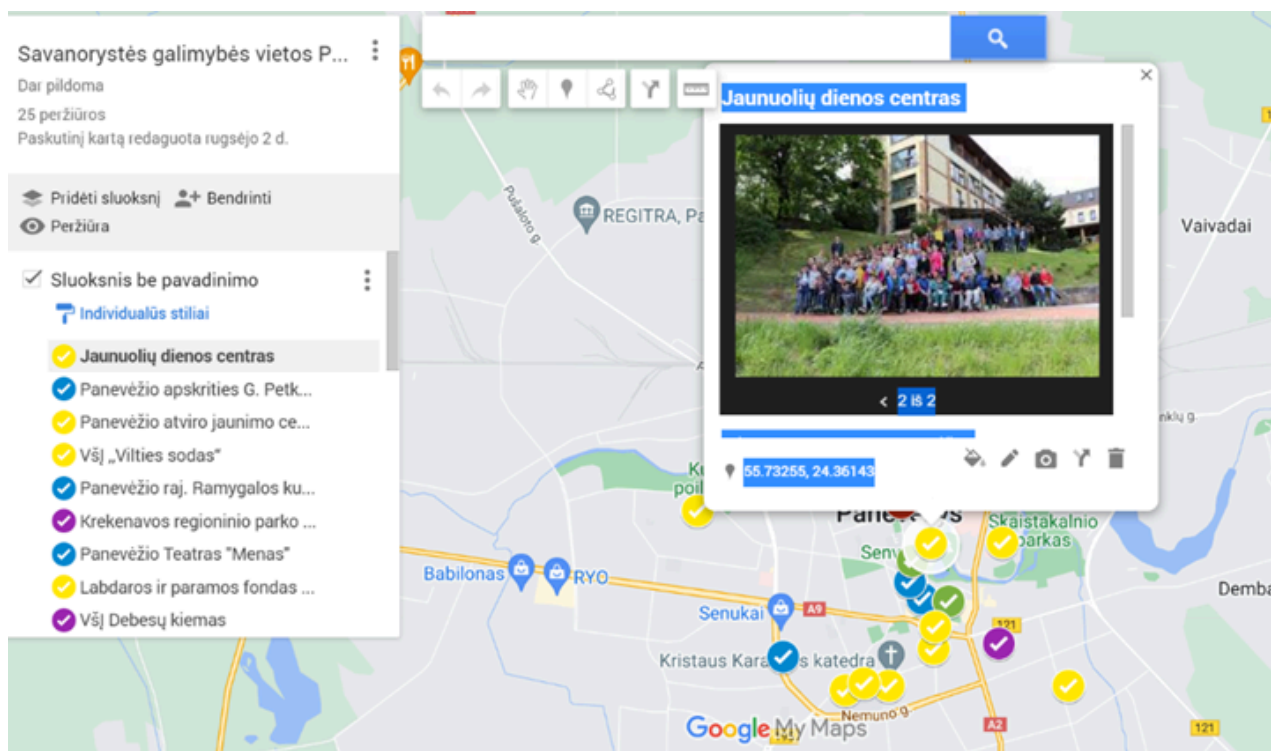 Savanorystės galimybės vietos P...
Dar pildoma
25 peržiūros
Paskutinį kartą redaguota rugsėjo 2 d.
Pridėti sluoksnį
Bendrinti
Peržiūra
Sluoksnis be pavadinimo
Individualūs stiliai
Jaunuolių dienos centras
Panevėžio apskrities G. Petk...
Panevėžio atviro jaunimo ce...
VšĮ „Vilties sodas“
Panevėžio raj. Ramygalos ku...
Krekenavos regioninio parko ...
Panevėžio Teatras "Menas"
Labdaros ir paramos fondas ...
VšĮ Debesų kiemas
Jaunuolių dienos centras
2 iš 2
55.73255, 24.36143
Pušaloto g.
REGITRA, Pa
Vaivadai
Skaistakalnio
parkas
Babilonas
RYO
Senukai
A9
121
Demba
Kristaus Kara s katedra
Nemuno g.
Google My Maps
A2
121